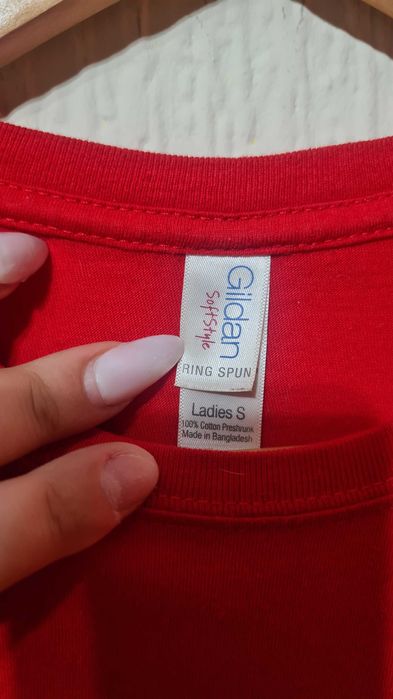 Gildan
SoftStyle
RING SPUN
Ladies S
100% Cotton Preshrunk
Made in Bangladesh